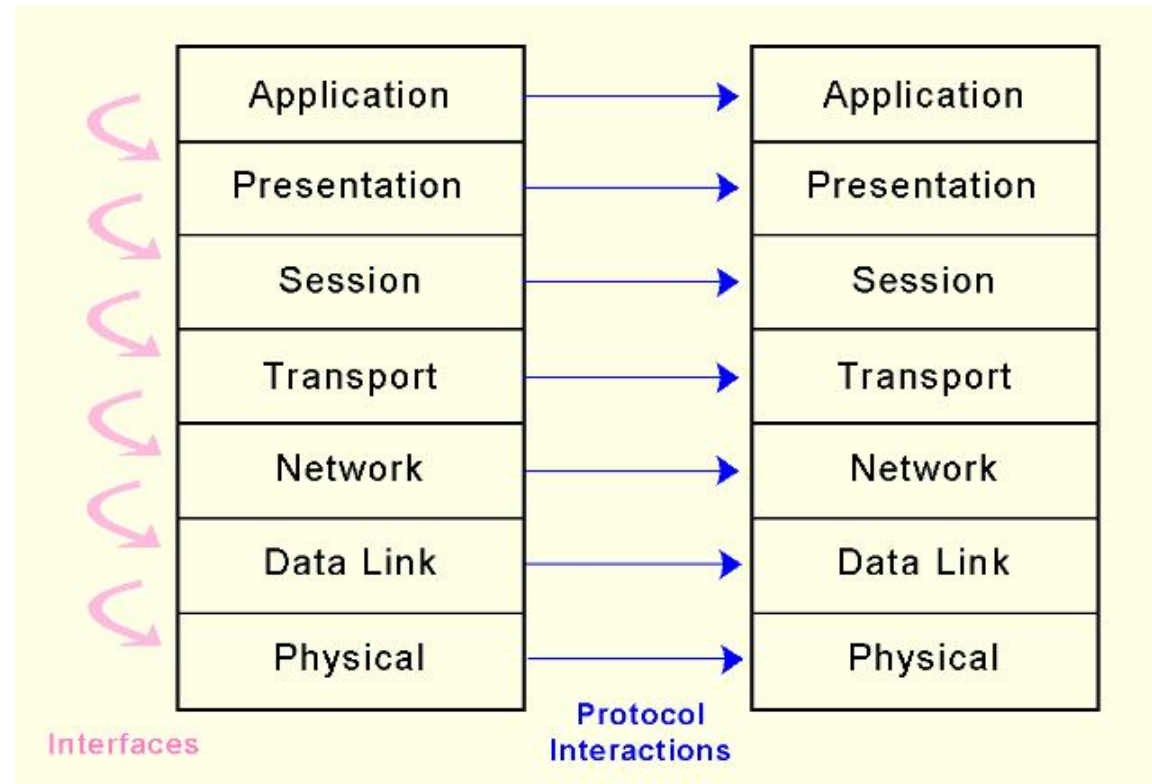 Application
Application
Presentation
Presentation
Session
Session
Transport
Transport
Network
Network
Data Link
Data Link
Physical
Physical
Interfaces
Protocol
Interactions